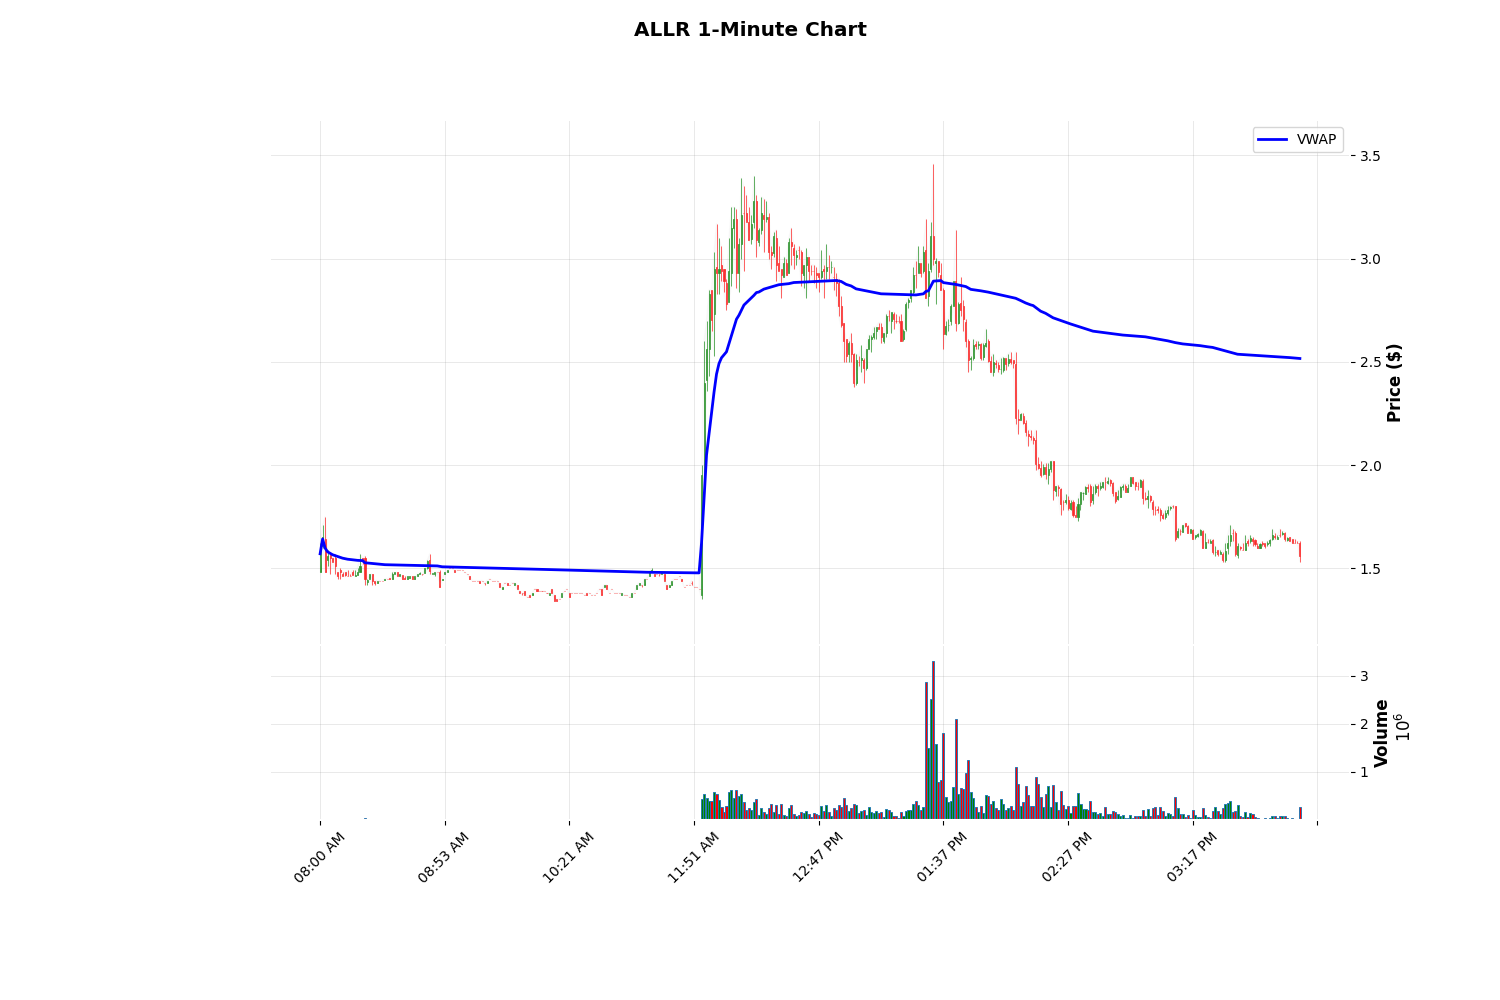 ALLR 1-Minute Chart
VWAP
3.5
3.0
2.5
2.0
1.5
Price ($)
3
2
1
Volume
10^6
08:00 AM
08:53 AM
10:21 AM
11:51 AM
12:47 PM
01:37 PM
02:27 PM
03:17 PM